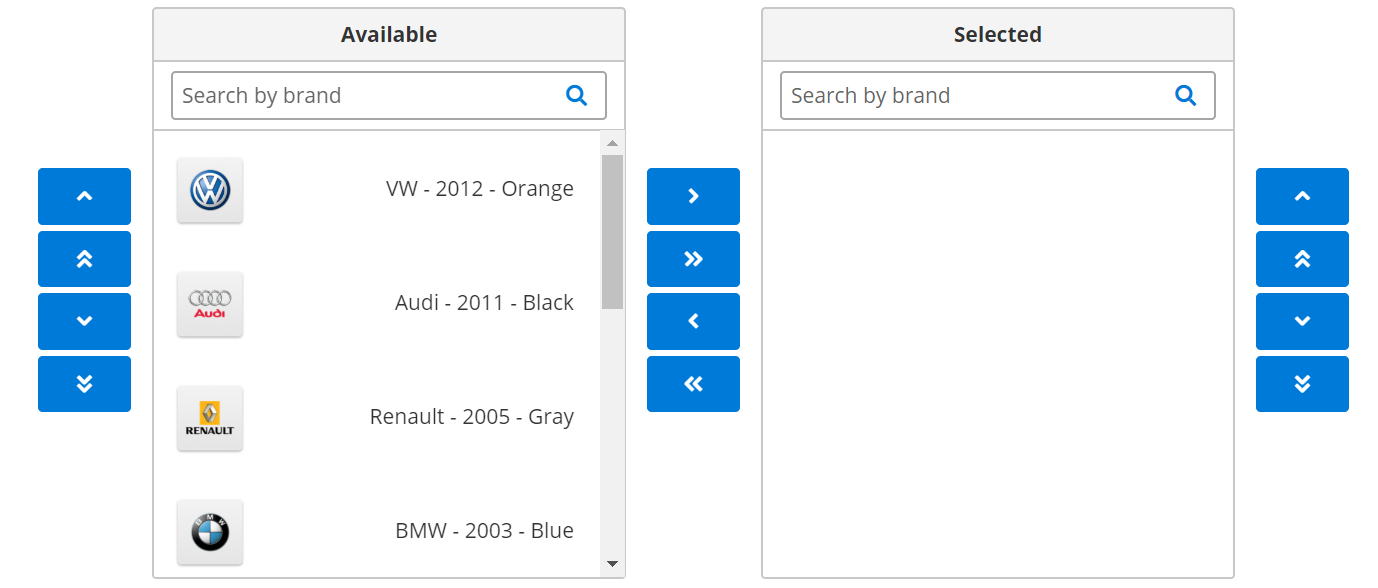 Available
Search by brand
VW - 2012 - Orange
Audi
Audi - 2011 - Black
RENAULT
Renault - 2005 - Gray
BMW
BMW - 2003 - Blue
Selected
Search by brand